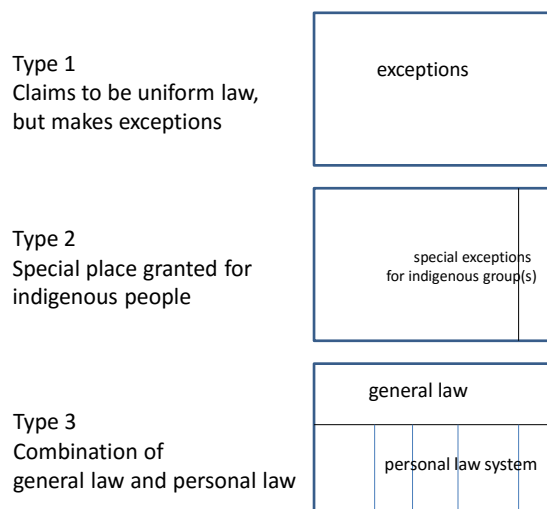 Type 1
Claims to be uniform law,
but makes exceptions
exceptions
Type 2
Special place granted for
indigenous people
special exceptions
for indigenous group(s)
Type 3
Combination of
general law and personal law
general law
personal law system